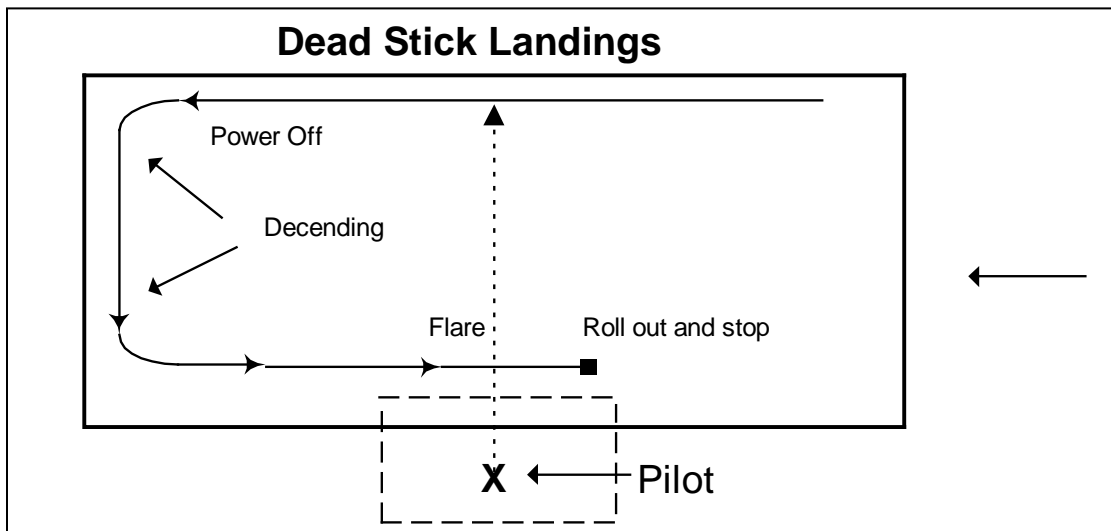 Dead Stick Landings
Power Off
Decending
Flare
Roll out and stop
X
Pilot